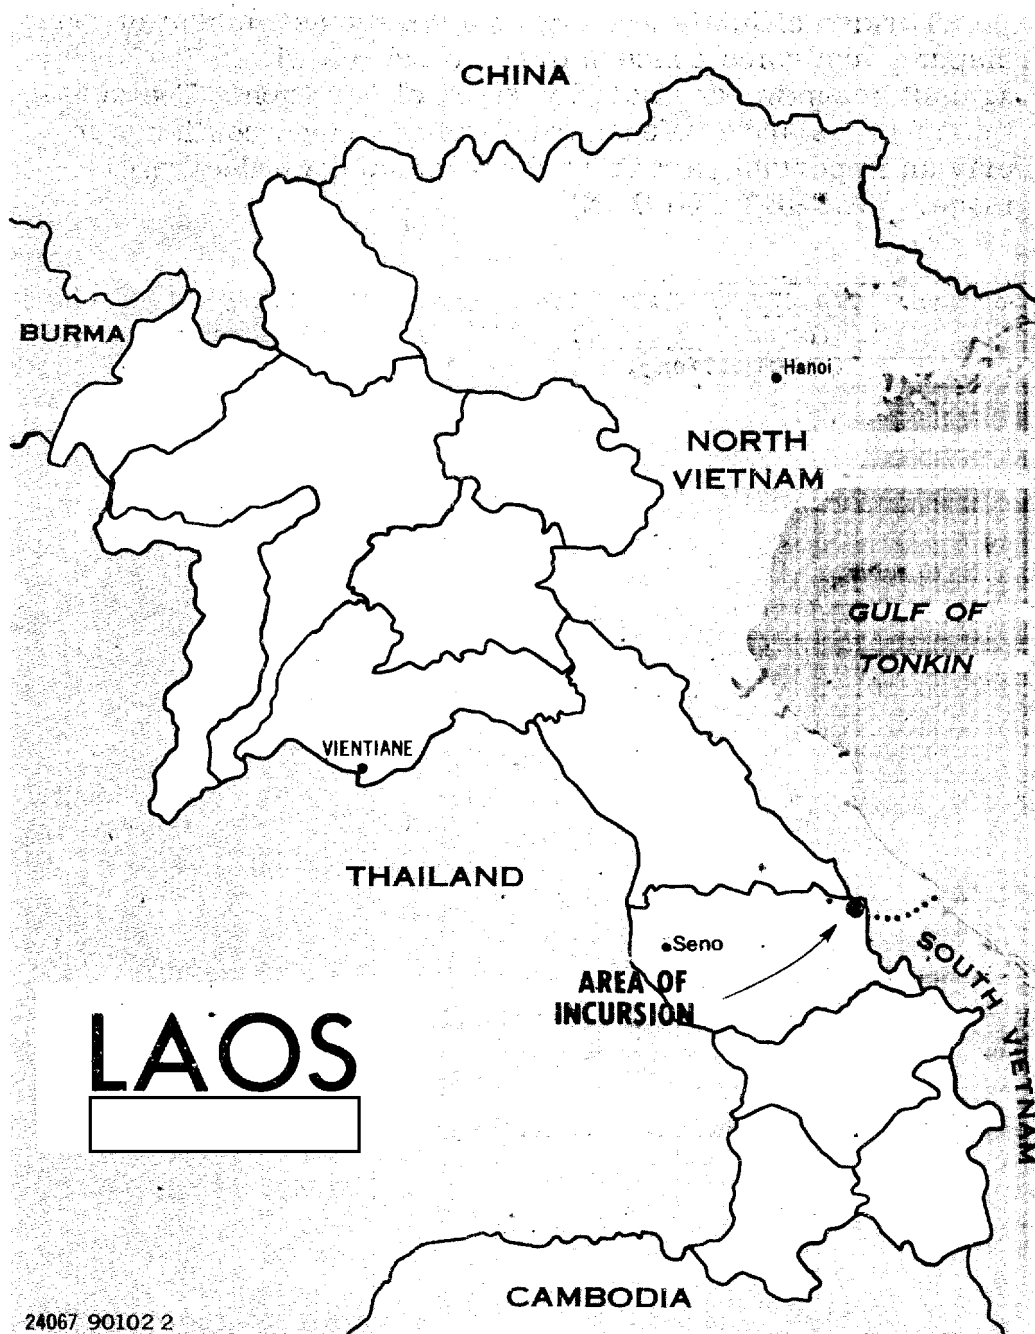 CHINA
BURMA
Hanoi
NORTH
VIETNAM
GULF OF
TONKIN
VIENTIANE
THAILAND
Seno
SOUTH VIETNAM
AREA OF
INCURSION
LAOS
CAMBODIA
24067 90102 2